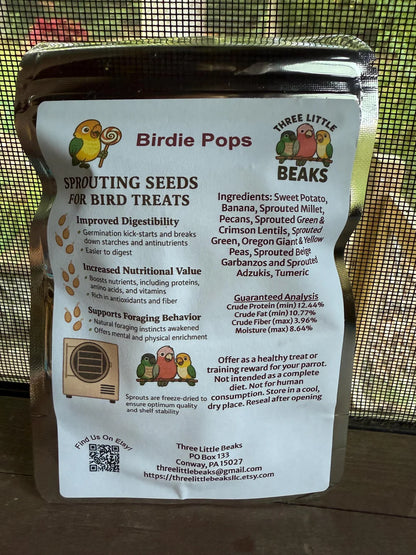 Birdie Pops
THREE LITTLE
BEAKS
SPROUTING SEEDS
FOR BIRD TREATS
Improved Digestibility
Germination kick-starts and breaks
down starches and antinutrients
Easier to digest
Increased Nutritional Value
Boosts nutrients, including proteins,
amino acids, and vitamins
Rich in antioxidants and fiber
Supports Foraging Behavior
Natural foraging instincts awakened
Offers mental and physical enrichment
Sprouts are freeze-dried to
ensure optimum quality
and shelf stability
Ingredients: Sweet Potato,
Banana, Sprouted Millet,
Pecans, Sprouted Green &
Crimson Lentils, Sprouted
Green, Oregon Giant & Yellow
Peas, Sprouted Beige
Garbanzos and Sprouted
Adzukis, Tumeric
Guaranteed Analysis
Crude Protein (min) 12.44%
Crude Fat (min) 10.77%
Crude Fiber (max) 3.96%
Moisture (max) 8.64%
Offer as a healthy treat or
training reward for your parrot.
Not intended as a complete
diet. Not for human
consumption. Store in a cool,
dry place. Reseal after opening
Find Us On Etsy!
Three Little Beaks
PO Box 133
Conway, PA 15027
threelittlebeaks@gmail.com
https://threelittlebeaksllc.etsy.com